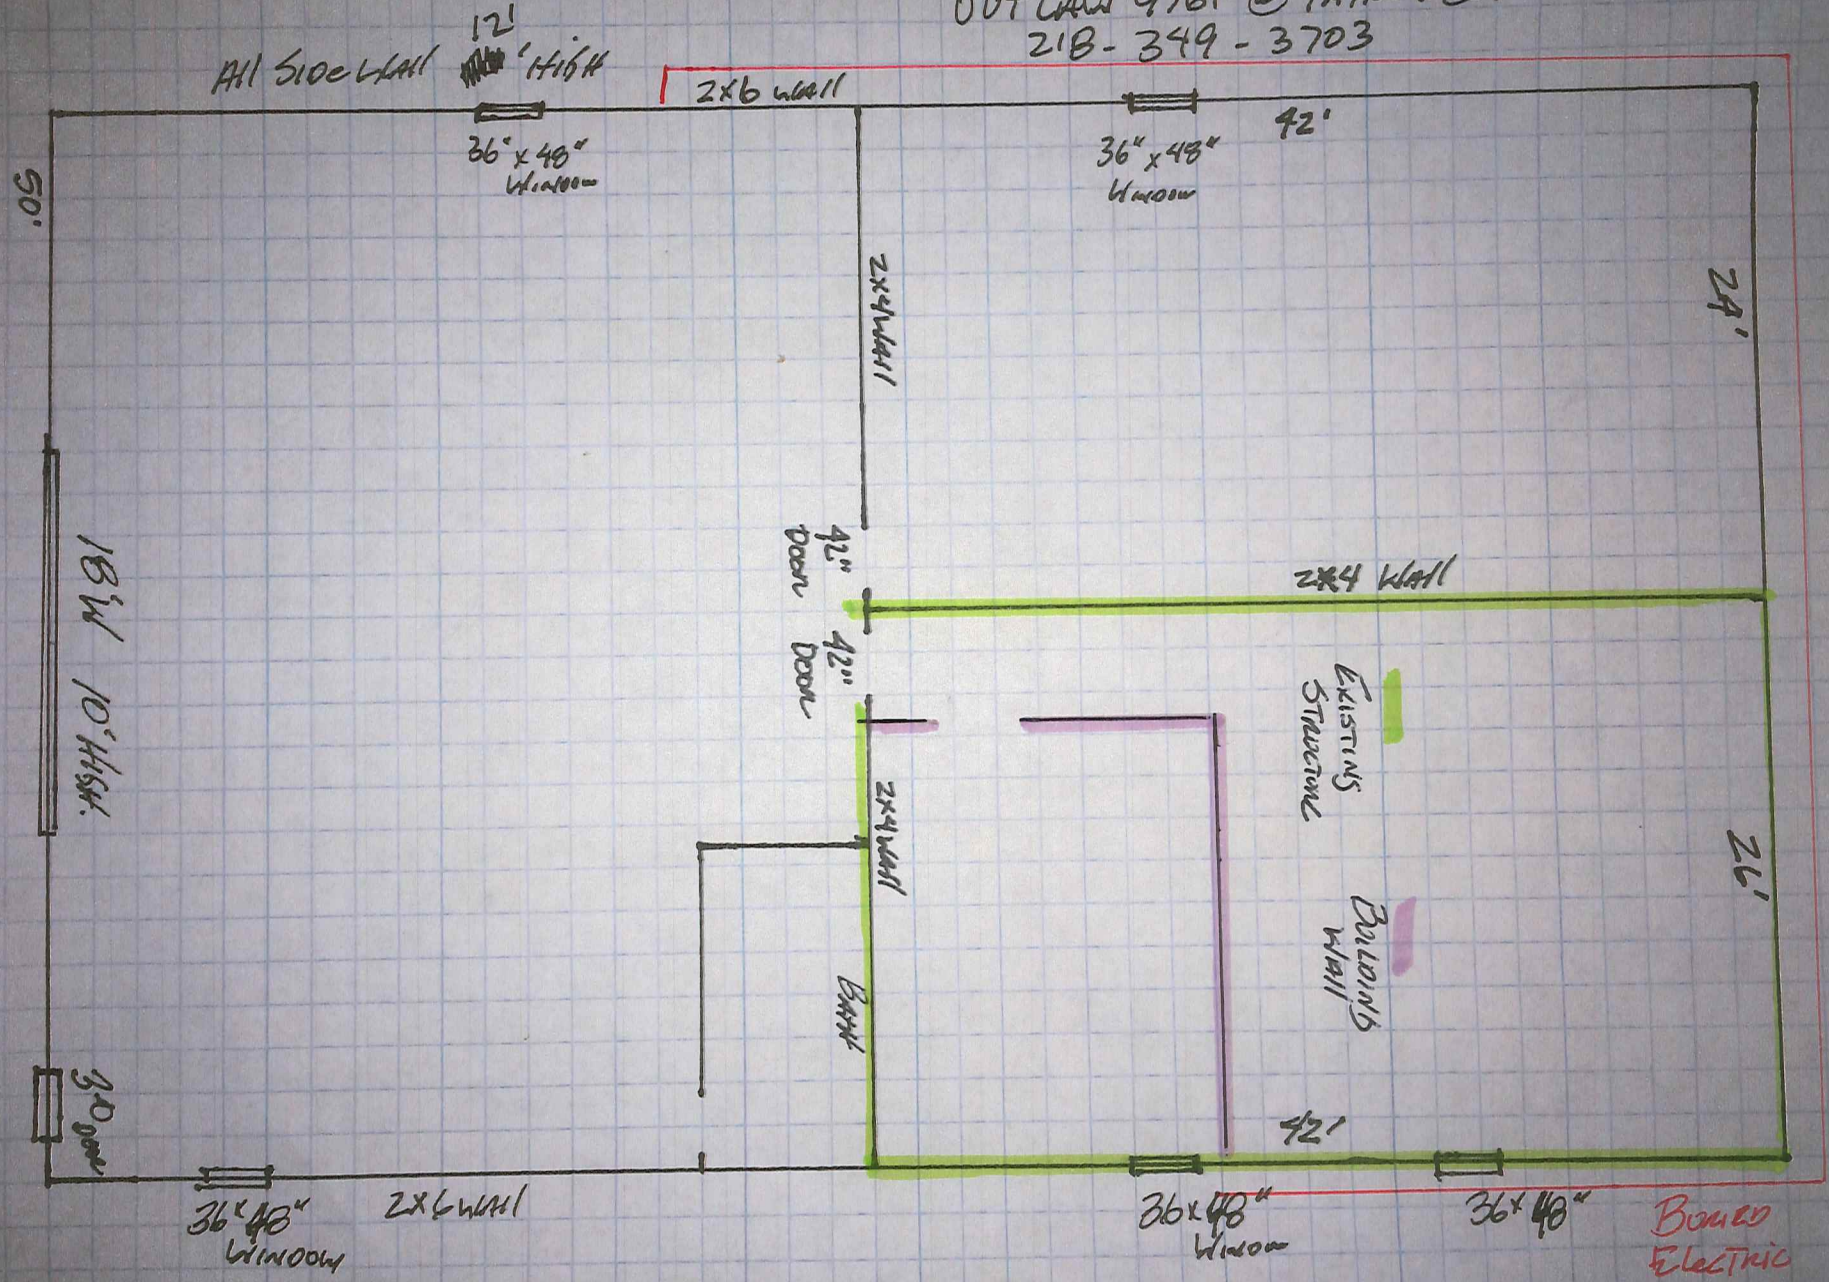 218-349-3703
12'
All Side Wall ' High
2x6 Wall
36" x 48"
Window
36" x 48"
Window
42'
50'
2x4 Wall
24'
42"
Door
2x4 Wall
42"
Door
Existing
Structure
18'W 10' High
2x4 Wall
26'
Building
Wall
Bath
3'0 Door
42'
36" x 48"
Window
2x6 Wall
36x48"
Window
36x48"
Buried
Electric